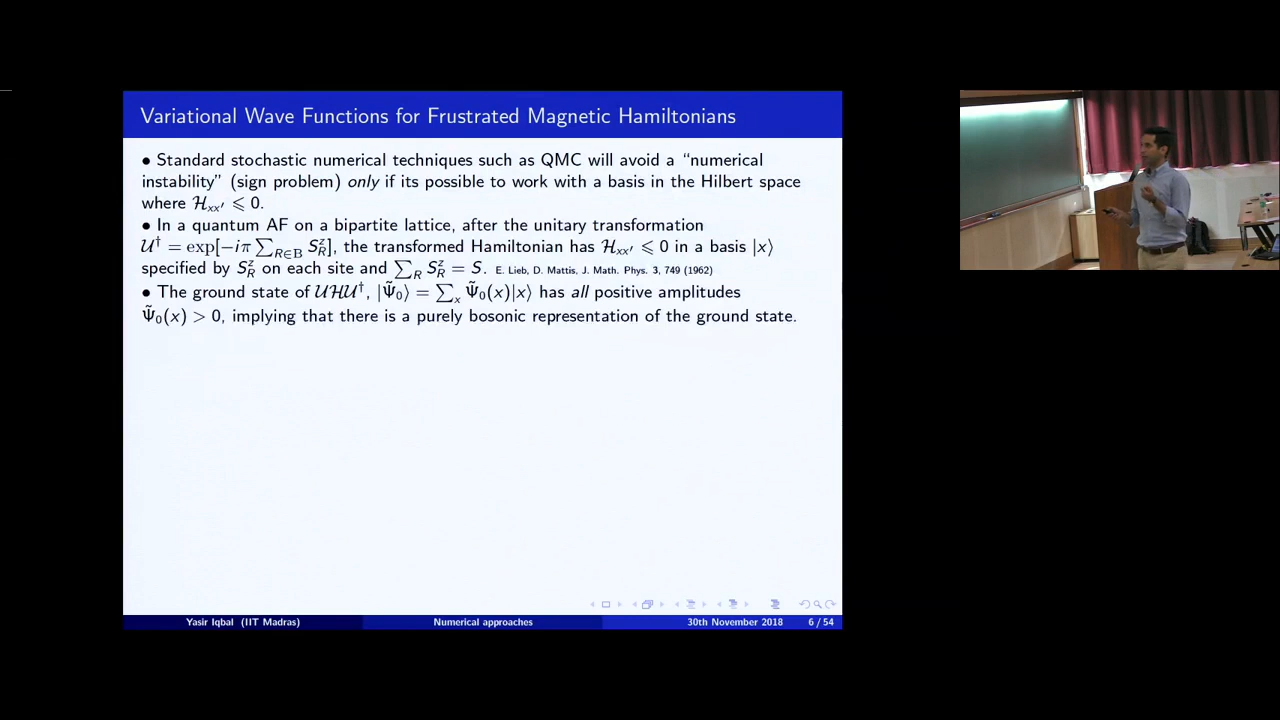 Variational Wave Functions for Frustrated Magnetic Hamiltonians
• Standard stochastic numerical techniques such as QMC will avoid a “numerical
instability” (sign problem) only if its possible to work with a basis in the Hilbert space
where ℋₓₓ′ ⩽ 0.
• In a quantum AF on a bipartite lattice, after the unitary transformation
𝒰† = exp[−iπ ∑_{R∈B} S^z_R], the transformed Hamiltonian has ℋₓₓ′ ⩽ 0 in a basis |x⟩
specified by S^z_R on each site and ∑_R S^z_R = S. E. Lieb, D. Mattis, J. Math. Phys. 3, 749 (1962)
• The ground state of 𝒰ℋ𝒰†, |Ψ̃₀⟩ = ∑ₓ Ψ̃₀(x)|x⟩ has all positive amplitudes
Ψ̃₀(x) > 0, implying that there is a purely bosonic representation of the ground state.
Yasir Iqbal (IIT Madras) Numerical approaches 30th November 2018 6 / 54